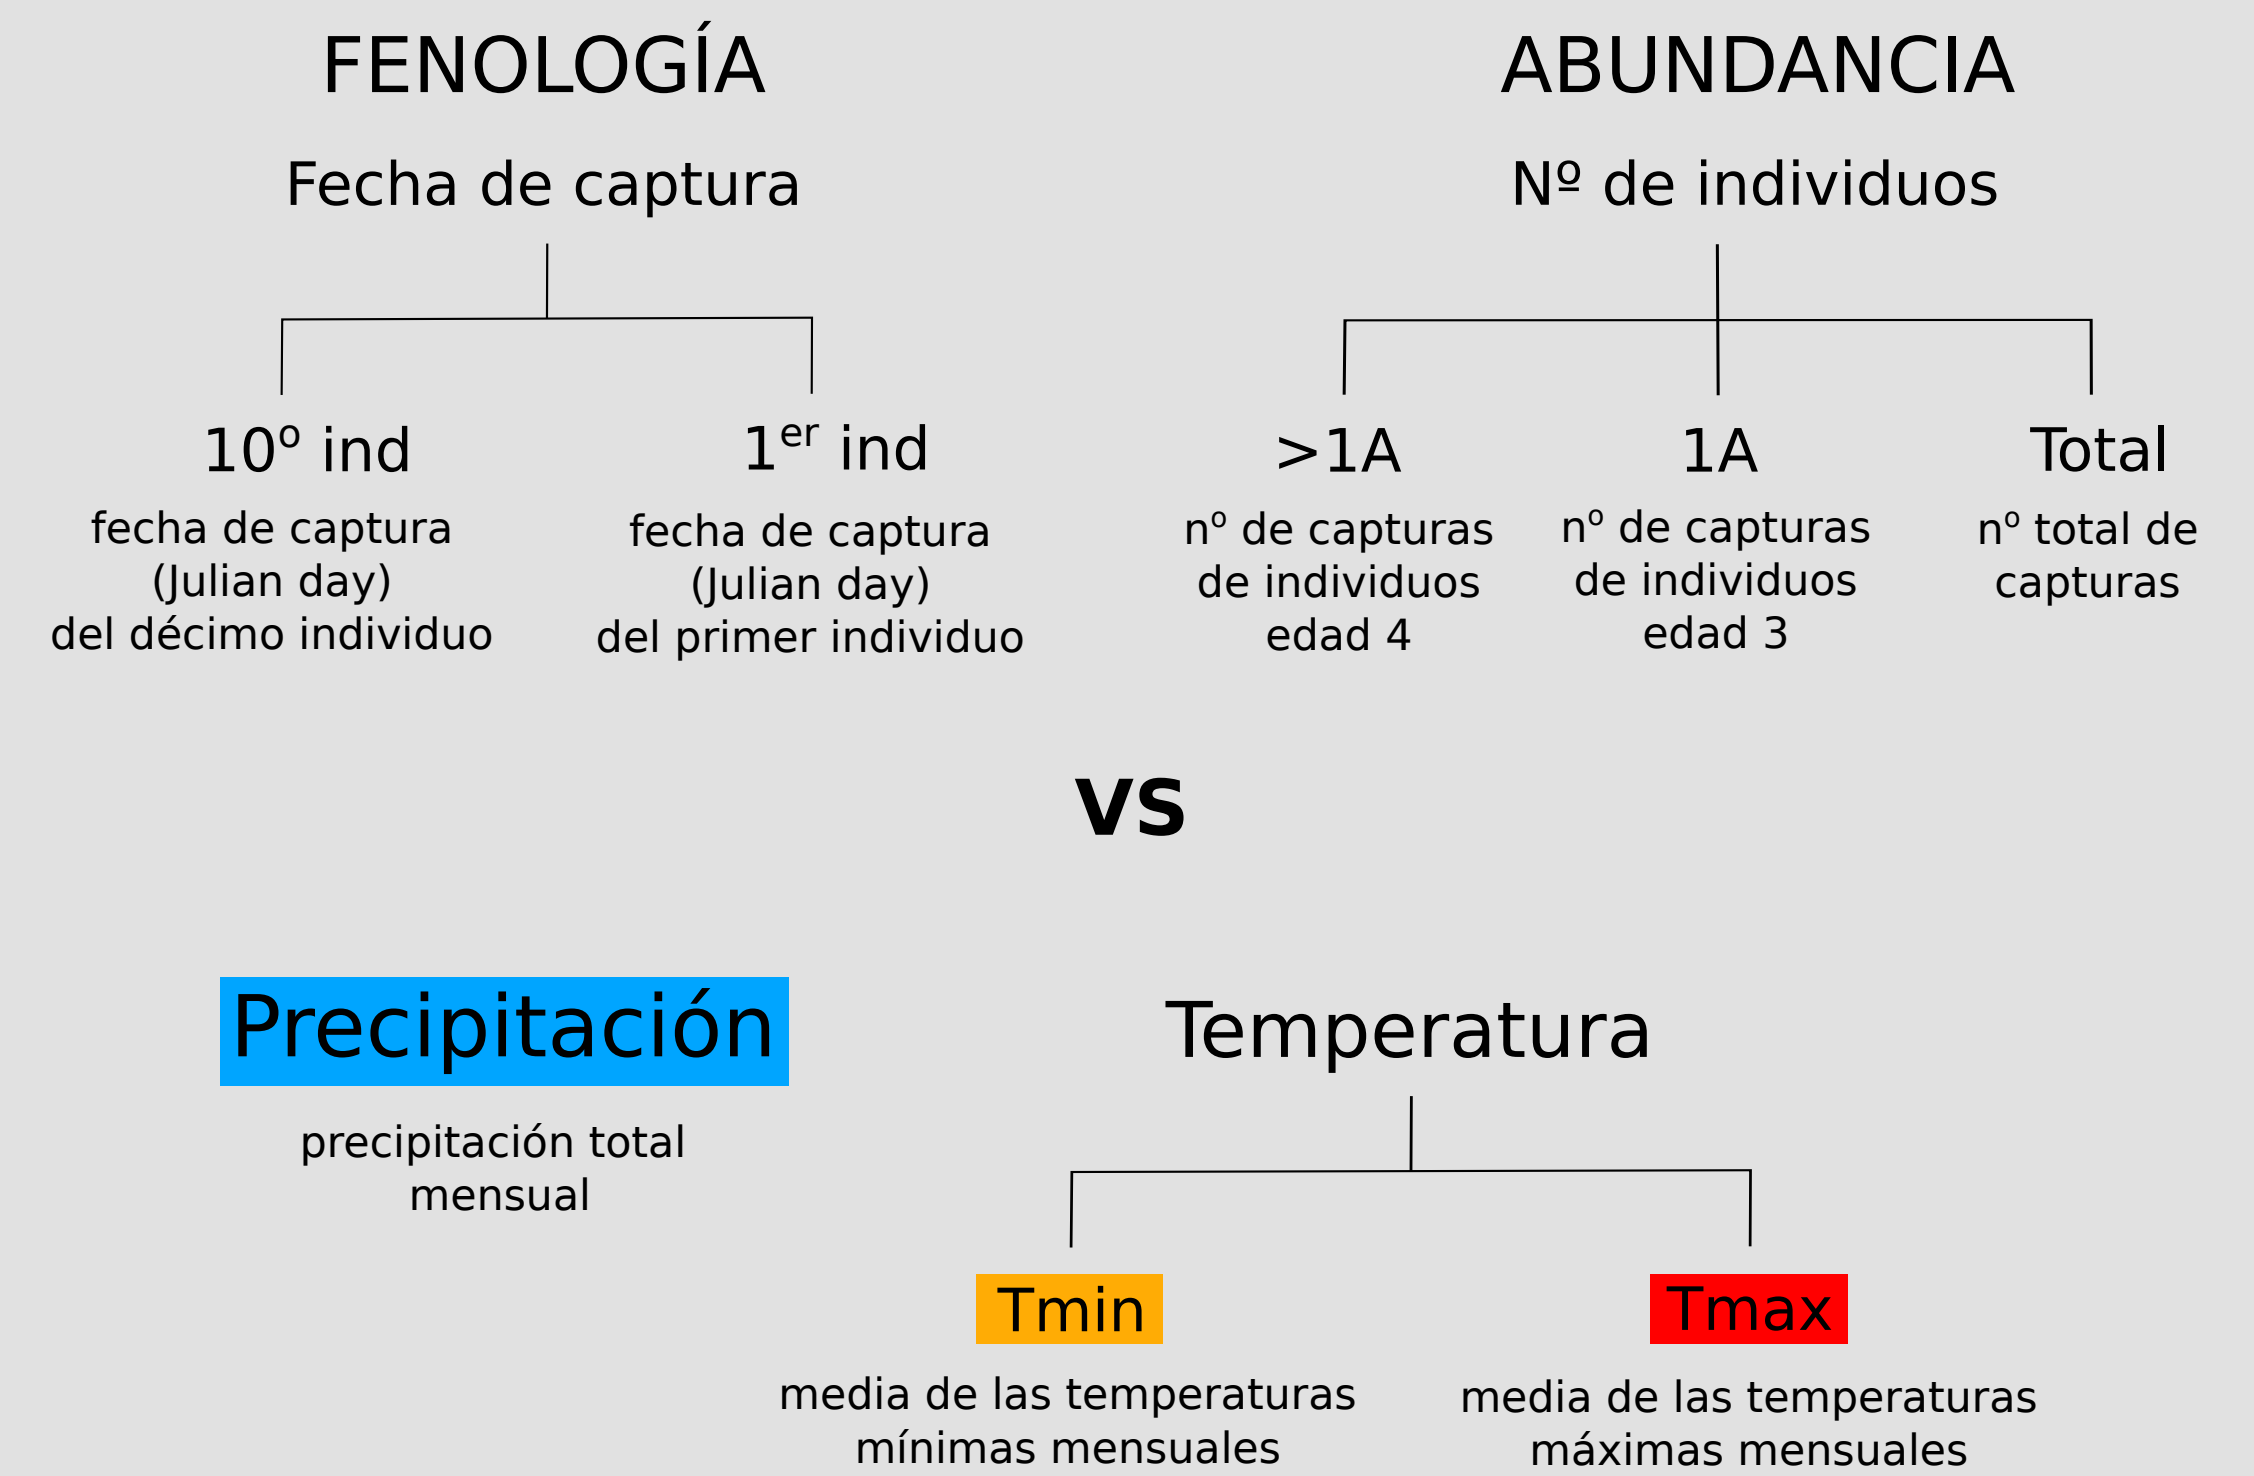 FENOLOGÍA
Fecha de captura
10º ind
fecha de captura
(Julian day)
del décimo individuo
1er ind
fecha de captura
(Julian day)
del primer individuo
ABUNDANCIA
Nº de individuos
>1A
nº de capturas
de individuos
edad 4
1A
nº de capturas
de individuos
edad 3
Total
nº total de
capturas
VS
Precipitación
precipitación total
mensual
Temperatura
Tmin
media de las temperaturas
mínimas mensuales
Tmax
media de las temperaturas
máximas mensuales